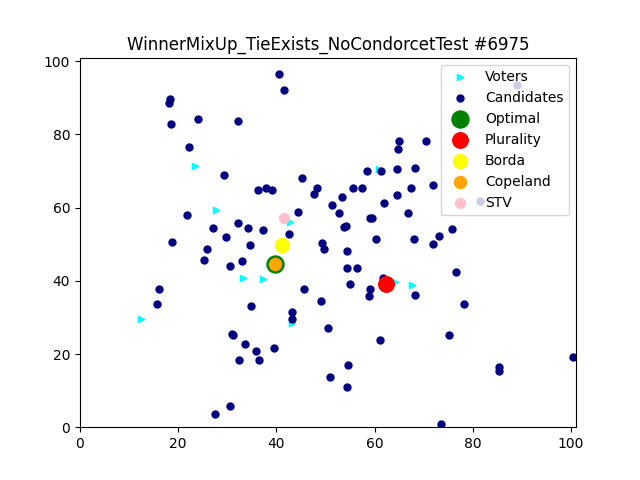 WinnerMixUp_TieExists_NoCondorcetTest #6975
100
80
60
40
20
0
0 20 40 60 80 100
Voters
Candidates
Optimal
Plurality
Borda
Copeland
STV